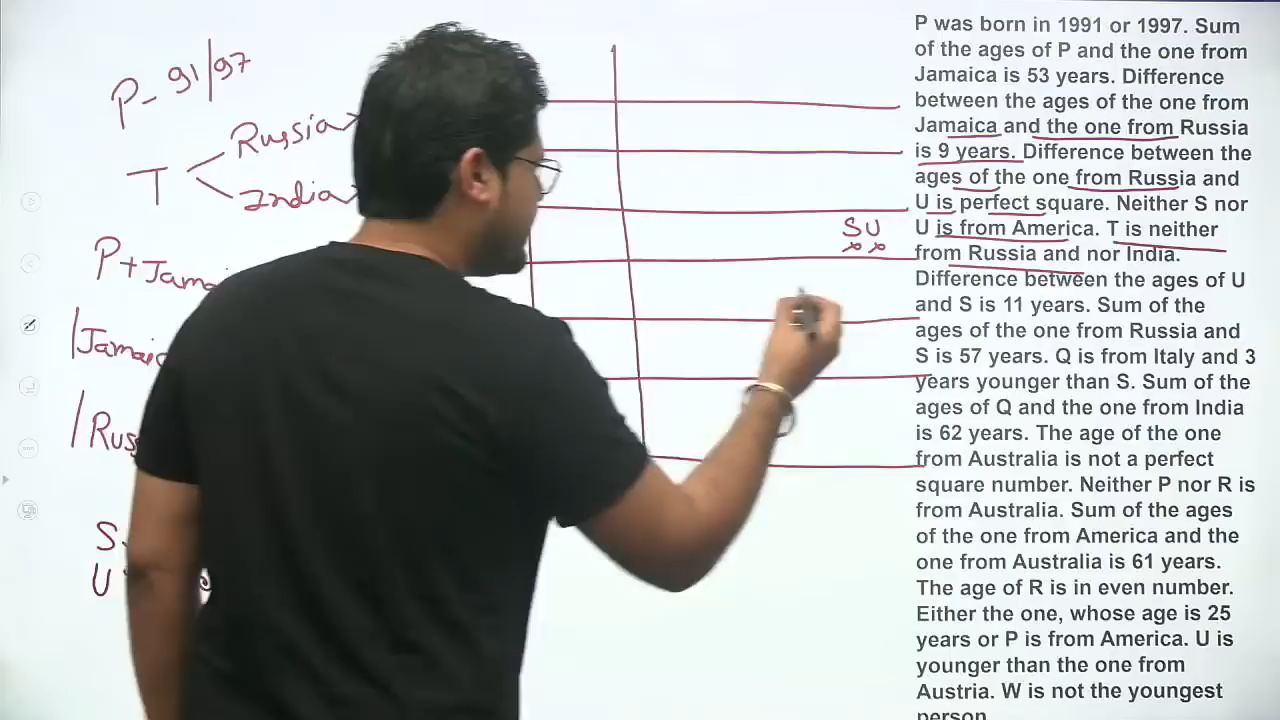 P- 91/97
T Russia
India
P+Jama
|Jamaic
|Rus
S
U
SU
P was born in 1991 or 1997. Sum
of the ages of P and the one from
Jamaica is 53 years. Difference
between the ages of the one from
Jamaica and the one from Russia
is 9 years. Difference between the
ages of the one from Russia and
U is perfect square. Neither S nor
U is from America. T is neither
from Russia and nor India.
Difference between the ages of U
and S is 11 years. Sum of the
ages of the one from Russia and
S is 57 years. Q is from Italy and 3
years younger than S. Sum of the
ages of Q and the one from India
is 62 years. The age of the one
from Australia is not a perfect
square number. Neither P nor R is
from Australia. Sum of the ages
of the one from America and the
one from Australia is 61 years.
The age of R is in even number.
Either the one, whose age is 25
years or P is from America. U is
younger than the one from
Austria. W is not the youngest
person